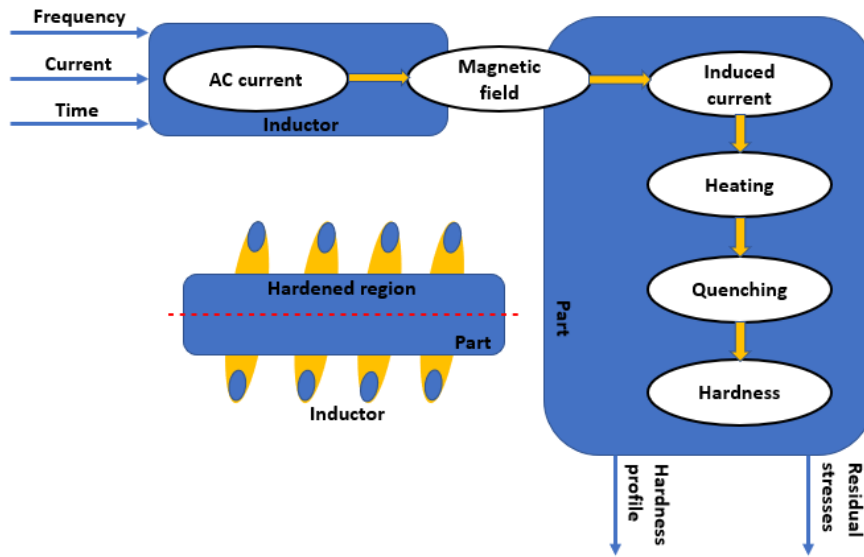 Frequency
Current
Time
AC current
Inductor
Magnetic
field
Induced
current
Heating
Quenching
Hardness
Part
Hardened region
Part
Inductor
Hardness
profile
Residual
stresses